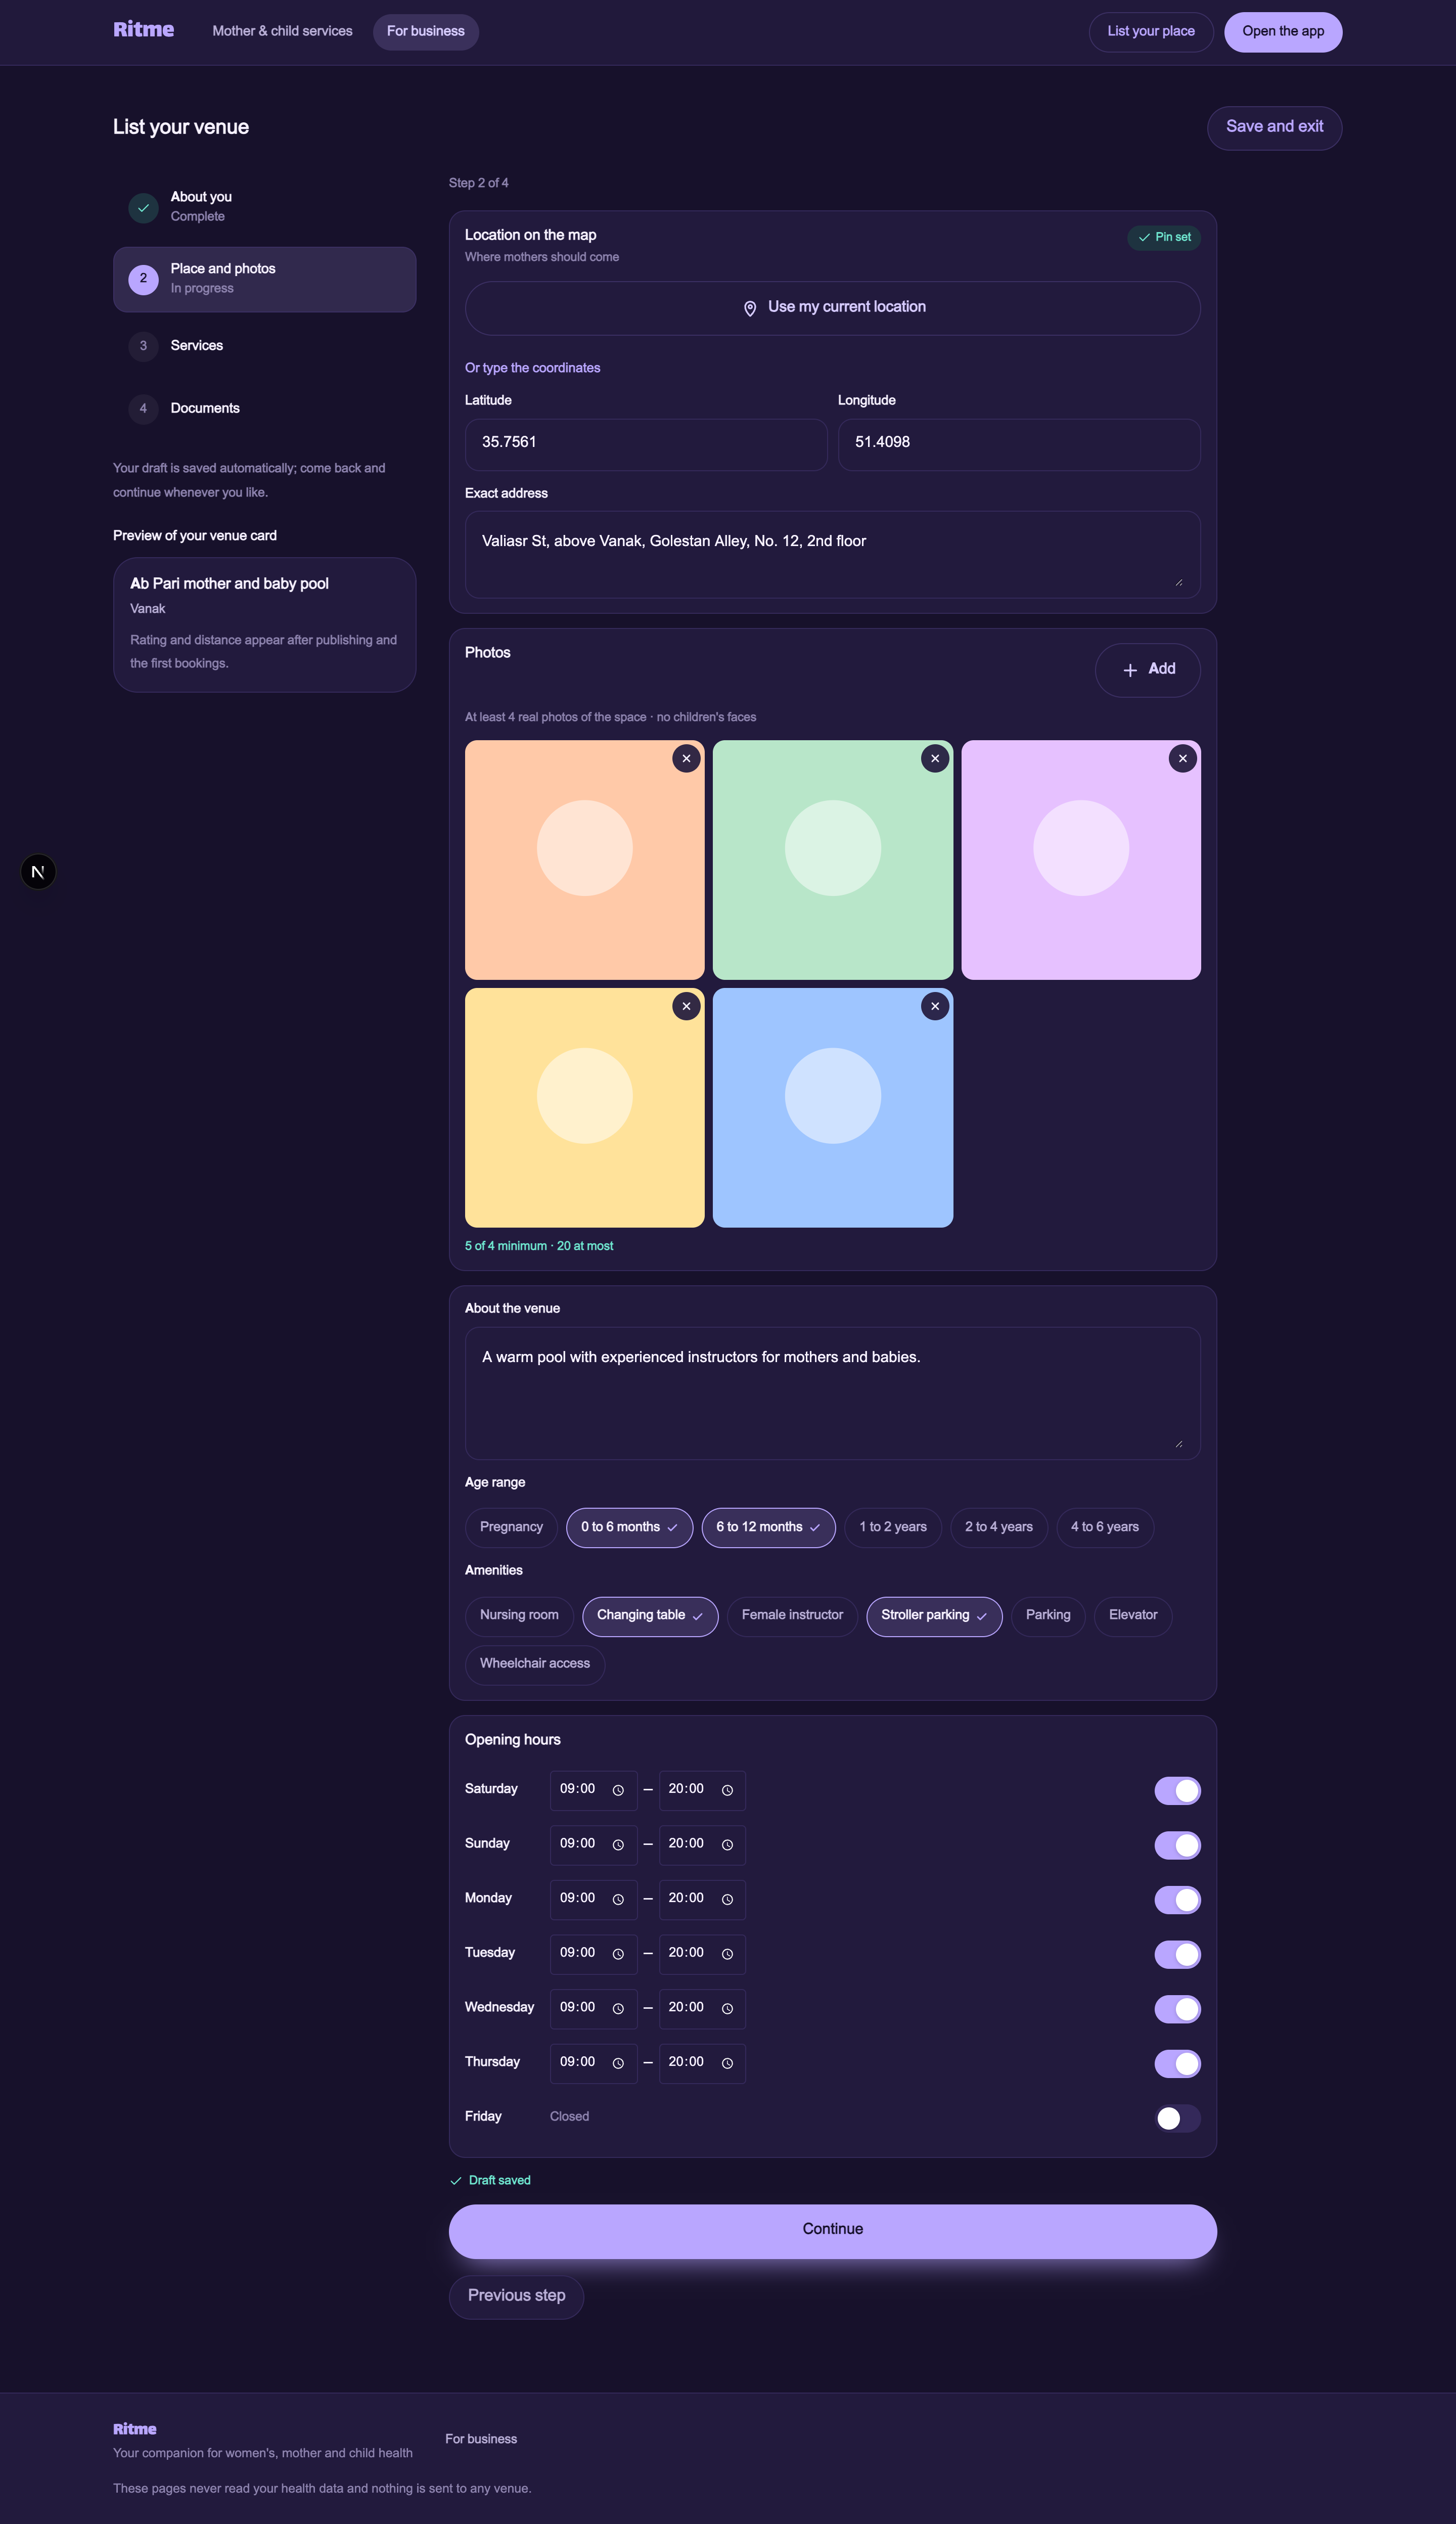 Ritme
Mother & child services
For business
List your place
Open the app
List your venue
Save and exit
About you
Complete
2
Place and photos
In progress
3
Services
4
Documents
Your draft is saved automatically; come back and
continue whenever you like.
Preview of your venue card
Ab Pari mother and baby pool
Vanak
Rating and distance appear after publishing and
the first bookings.
Step 2 of 4
Location on the map
Pin set
Where mothers should come
Use my current location
Or type the coordinates
Latitude
Longitude
35.7561
51.4098
Exact address
Valiasr St, above Vanak, Golestan Alley, No. 12, 2nd floor
Photos
Add
At least 4 real photos of the space · no children's faces
5 of 4 minimum · 20 at most
About the venue
A warm pool with experienced instructors for mothers and babies.
Age range
Pregnancy
0 to 6 months
6 to 12 months
1 to 2 years
2 to 4 years
4 to 6 years
Amenities
Nursing room
Changing table
Female instructor
Stroller parking
Parking
Elevator
Wheelchair access
Opening hours
Saturday 09:00 – 20:00
Sunday 09:00 – 20:00
Monday 09:00 – 20:00
Tuesday 09:00 – 20:00
Wednesday 09:00 – 20:00
Thursday 09:00 – 20:00
Friday Closed
Draft saved
Continue
Previous step
N
Ritme
Your companion for women's, mother and child health
For business
These pages never read your health data and nothing is sent to any venue.